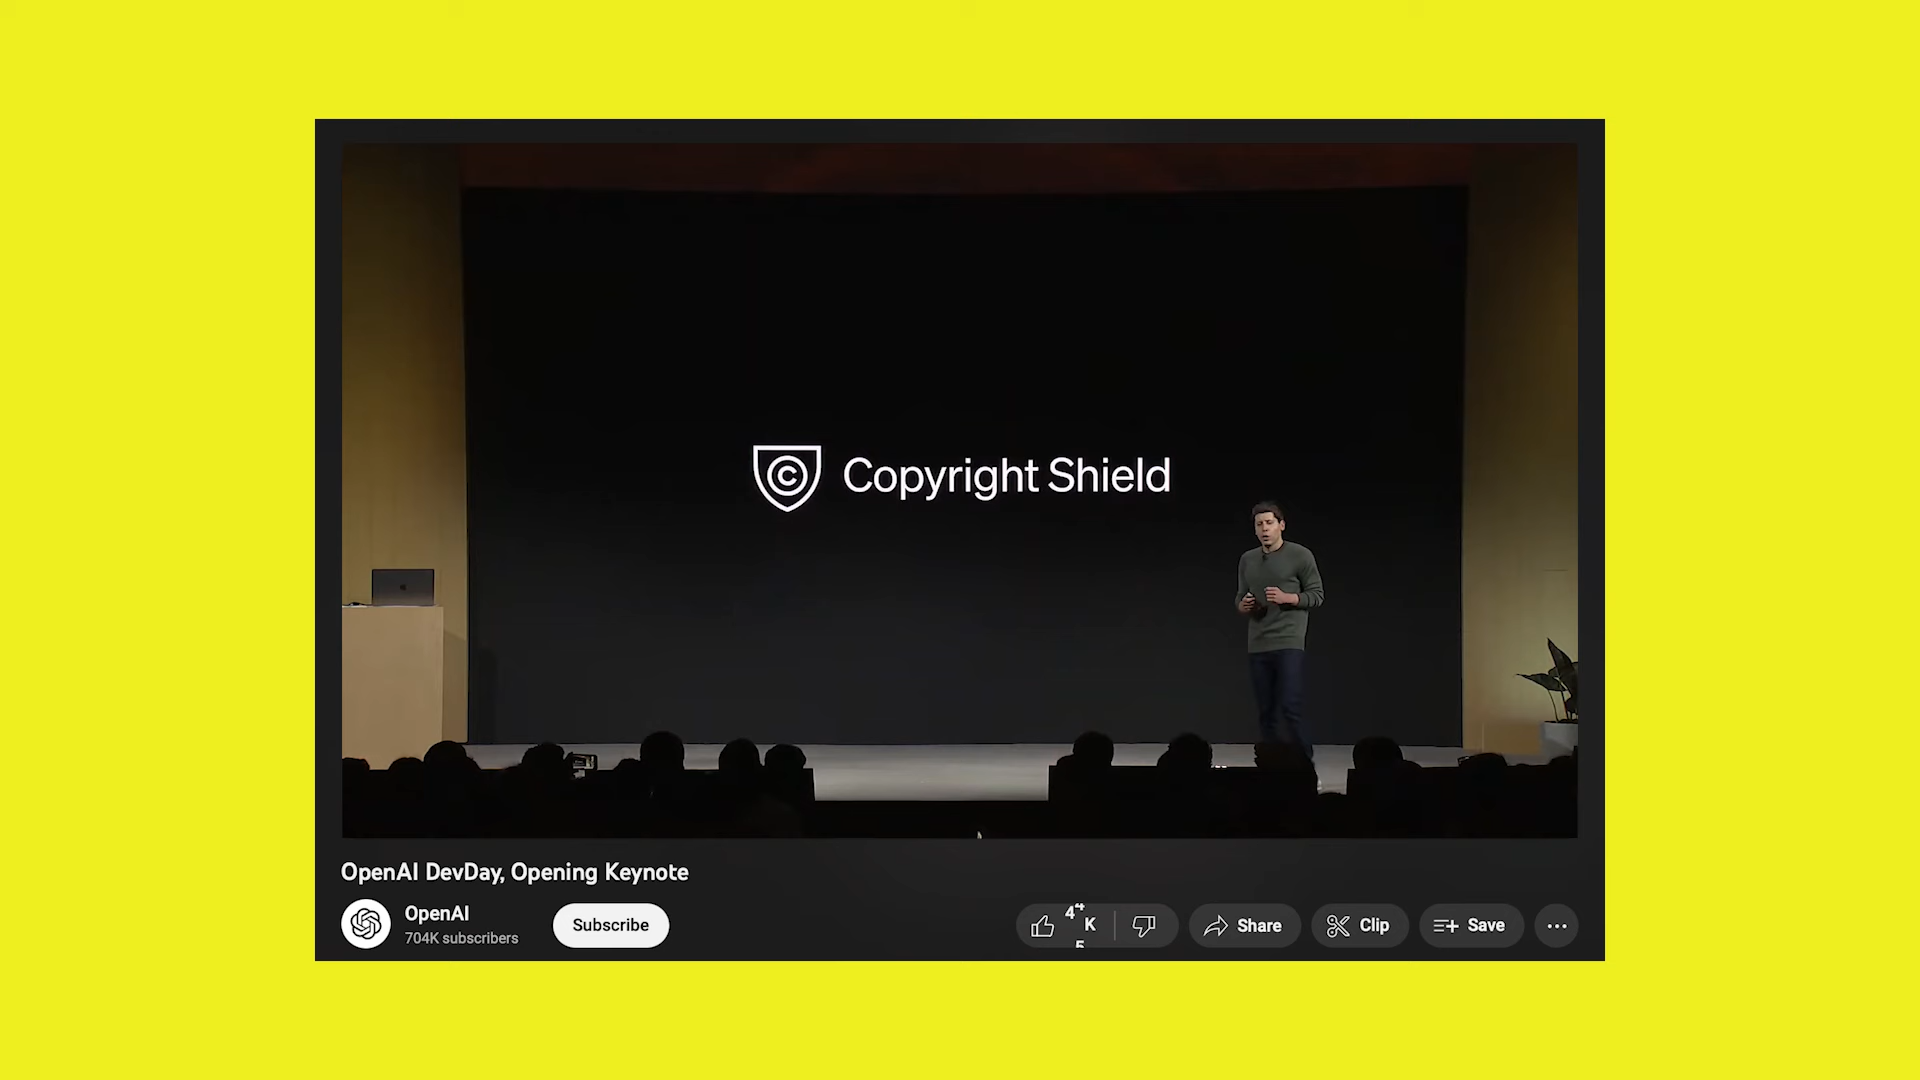 © Copyright Shield
OpenAI DevDay, Opening Keynote
OpenAI
704K subscribers
Subscribe
K
Share
Clip
Save